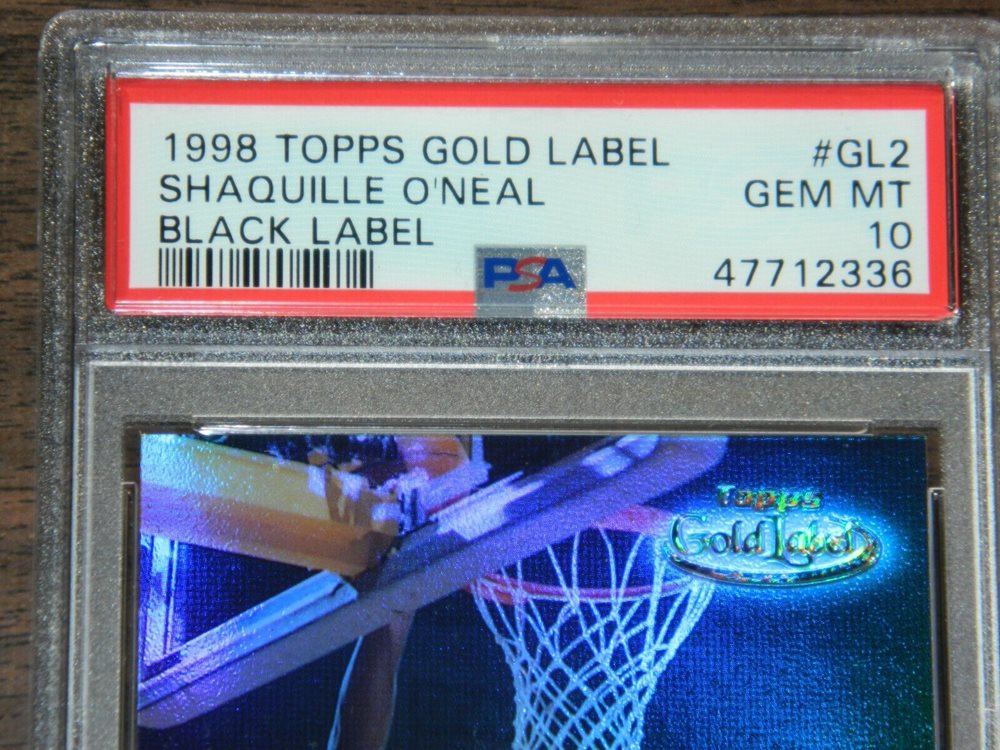 1998 TOPPS GOLD LABEL #GL2
SHAQUILLE O'NEAL GEM MT
BLACK LABEL 10
PSA 47712336
Topps
Gold Label